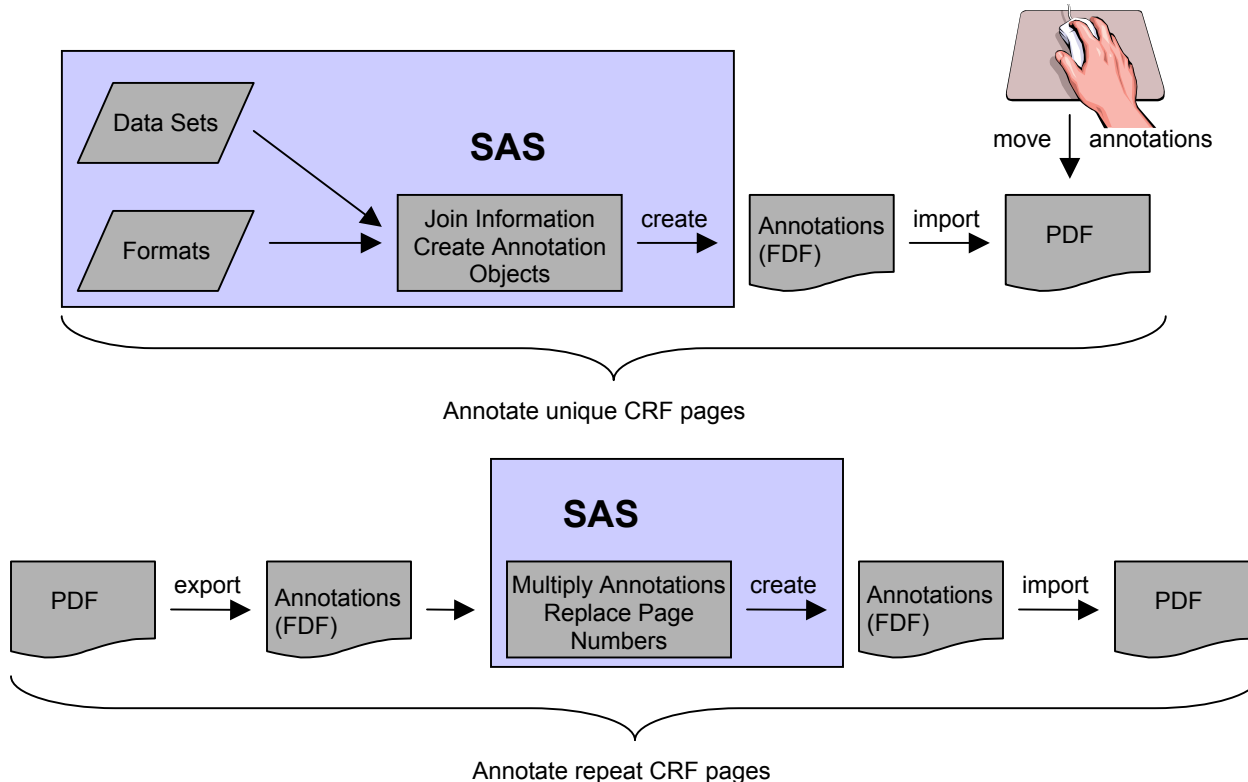 SAS
Data Sets
Formats
Join Information
Create Annotation
Objects
create
Annotations
(FDF)
import
PDF
move annotations
Annotate unique CRF pages
SAS
PDF
export
Annotations
(FDF)
Multiply Annotations
Replace Page
Numbers
create
Annotations
(FDF)
import
PDF
Annotate repeat CRF pages